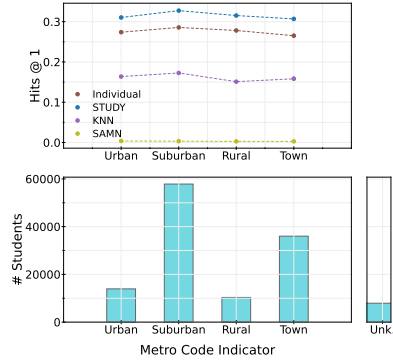 Hits @ 1
0.3
0.2
0.1
0.0
Individual
STUDY
KNN
SAMN
Urban Suburban Rural Town
# Students
60000
40000
20000
0
Urban Suburban Rural Town Unk.
Metro Code Indicator